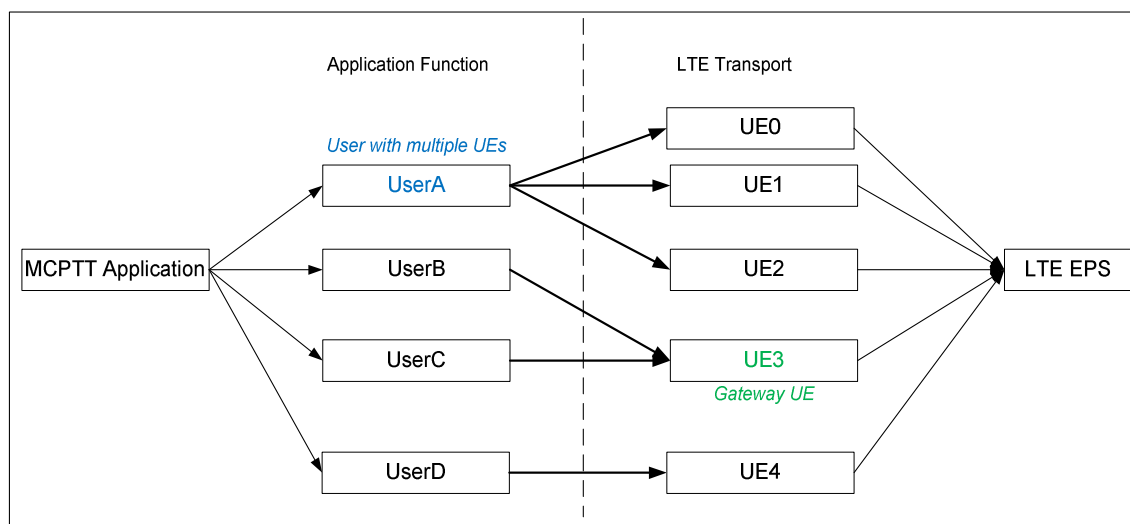 Application Function
LTE Transport
UE0
User with multiple UEs
UserA
UE1
MCPTT Application
UserB
UE2
LTE EPS
UserC
UE3
Gateway UE
UserD
UE4